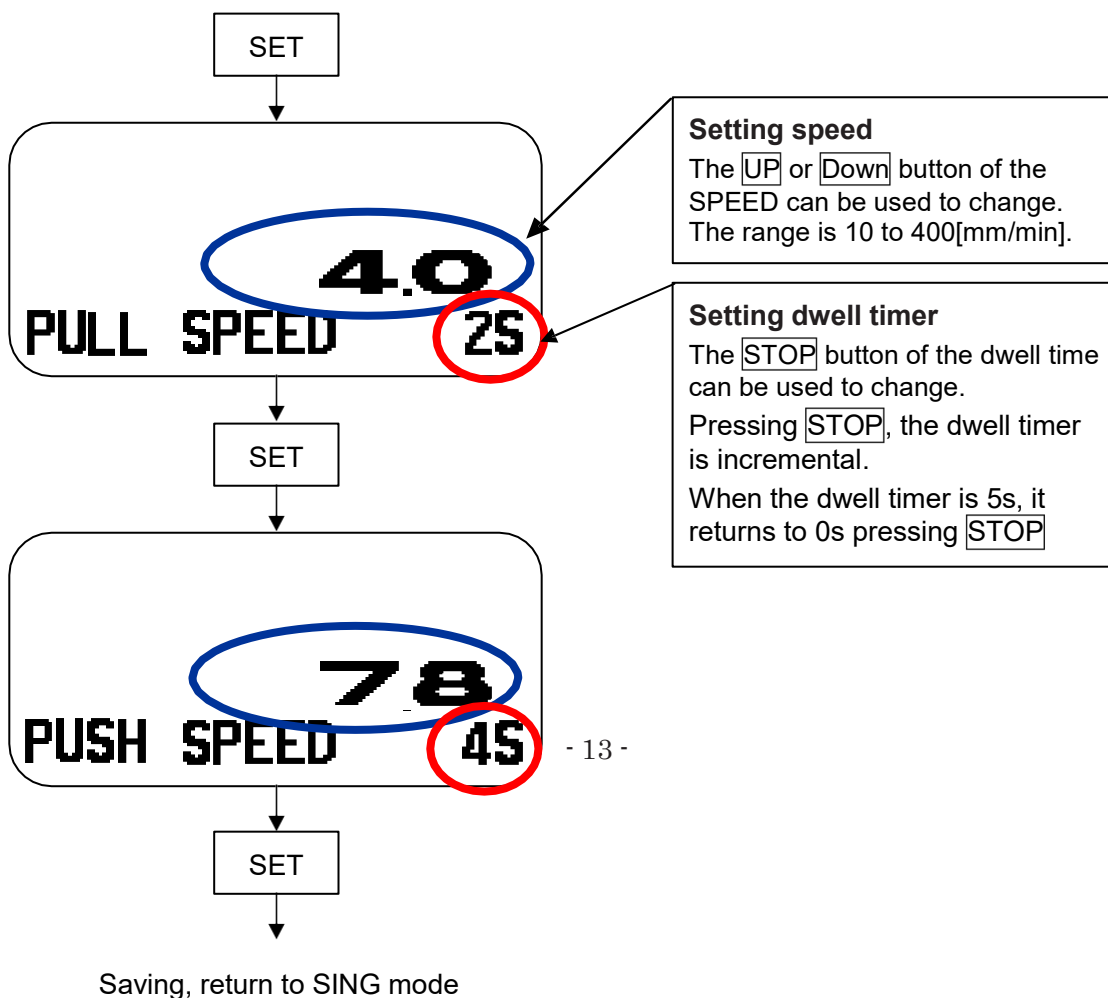 SET
4.0
PULL SPEED 2S
Setting speed
The UP or Down button of the
SPEED can be used to change.
The range is 10 to 400[mm/min].
Setting dwell timer
The STOP button of the dwell time
can be used to change.
Pressing STOP, the dwell timer
is incremental.
When the dwell timer is 5s, it
returns to 0s pressing STOP
SET
7.8
PUSH SPEED 4S
- 13 -
SET
Saving, return to SING mode